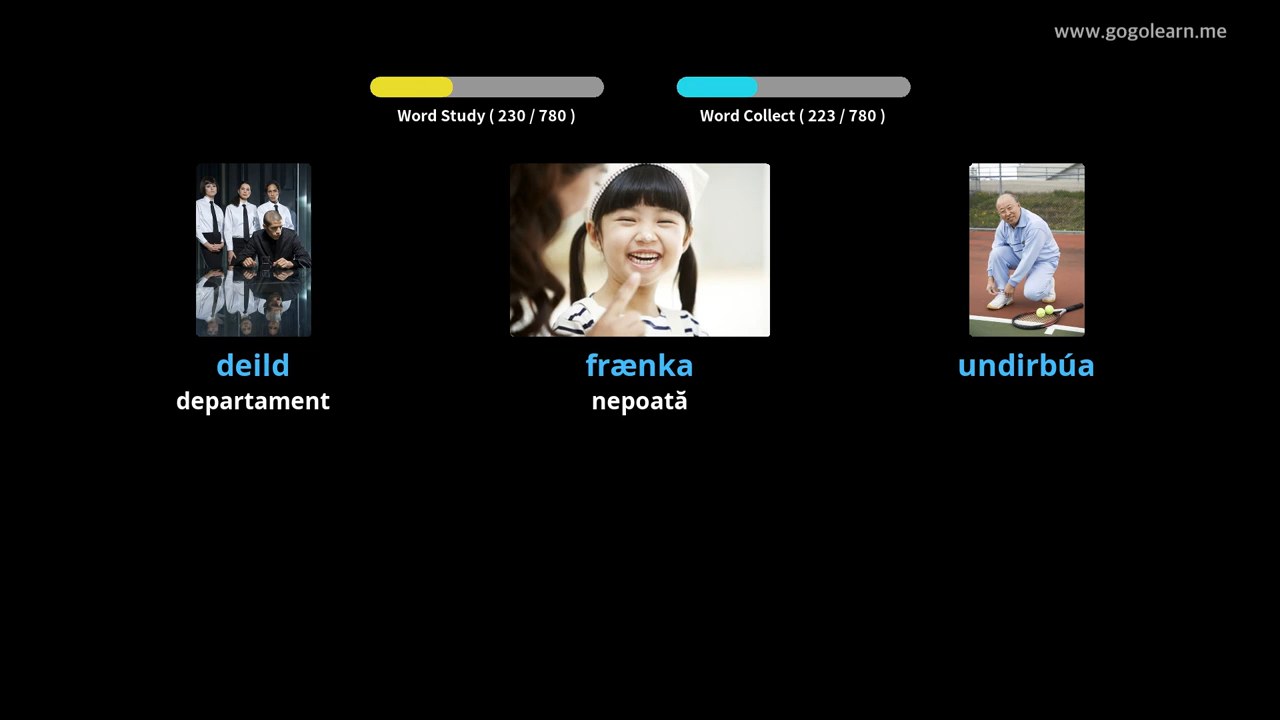 www.gogolearn.me
Word Study ( 230 / 780 )
Word Collect ( 223 / 780 )
deild
frænka
undirbúa
departament
nepoată